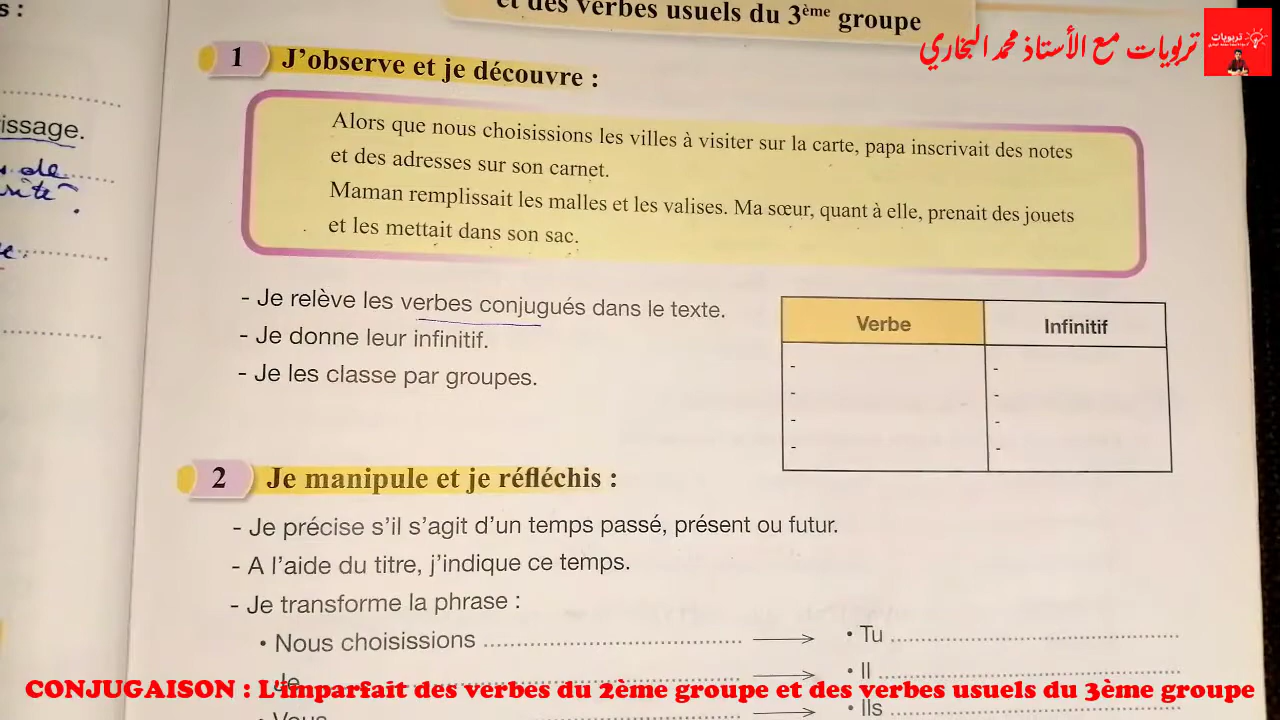 s :
issage.
de
et des verbes usuels du 3ème groupe
تربويات مع الأستاذ محمد البخاري
تربويات
1 J'observe et je découvre :
Alors que nous choisissions les villes à visiter sur la carte, papa inscrivait des notes
et des adresses sur son carnet.
Maman remplissait les malles et les valises. Ma sœur, quant à elle, prenait des jouets
et les mettait dans son sac.
- Je relève les verbes conjugués dans le texte.
- Je donne leur infinitif.
- Je les classe par groupes.
Verbe Infinitif
- -
- -
- -
- -
2 Je manipule et je réfléchis :
- Je précise s'il s'agit d'un temps passé, présent ou futur.
- A l'aide du titre, j'indique ce temps.
- Je transforme la phrase :
• Nous choisissions .......................................... • Tu ..........................................
• Je .......................................... • Il ..........................................
• Vous .......................................... • Ils ..........................................
CONJUGAISON : L'imparfait des verbes du 2ème groupe et des verbes usuels du 3ème groupe